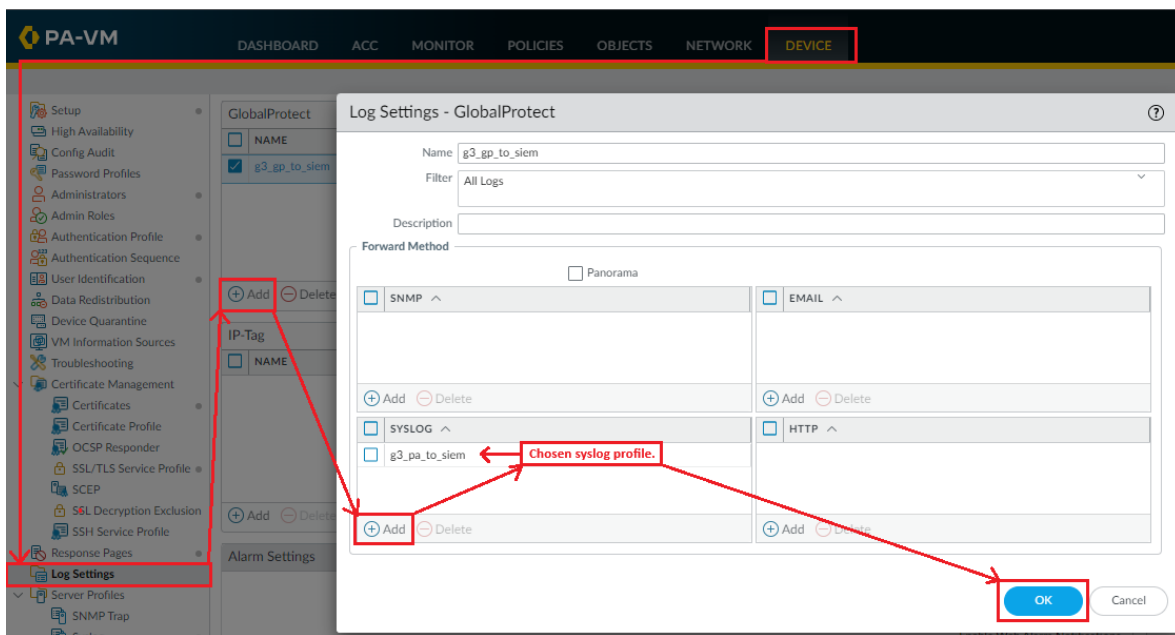 PA-VM
DASHBOARD ACC MONITOR POLICIES OBJECTS NETWORK DEVICE
Setup
High Availability
Config Audit
Password Profiles
Administrators
Admin Roles
Authentication Profile
Authentication Sequence
User Identification
Data Redistribution
Device Quarantine
VM Information Sources
Troubleshooting
Certificate Management
Certificates
Certificate Profile
OCSP Responder
SSL/TLS Service Profile
SCEP
SSL Decryption Exclusion
SSH Service Profile
Response Pages
Log Settings
Server Profiles
SNMP Trap
GlobalProtect
NAME
g3_gp_to_siem
Add Delete
IP-Tag
NAME
Add Delete
Alarm Settings
Log Settings - GlobalProtect
Name g3_gp_to_siem
Filter All Logs
Description
Forward Method
Panorama
SNMP EMAIL
Add Delete Add Delete
SYSLOG HTTP
g3_pa_to_siem Chosen syslog profile.
Add Delete Add Delete
OK Cancel